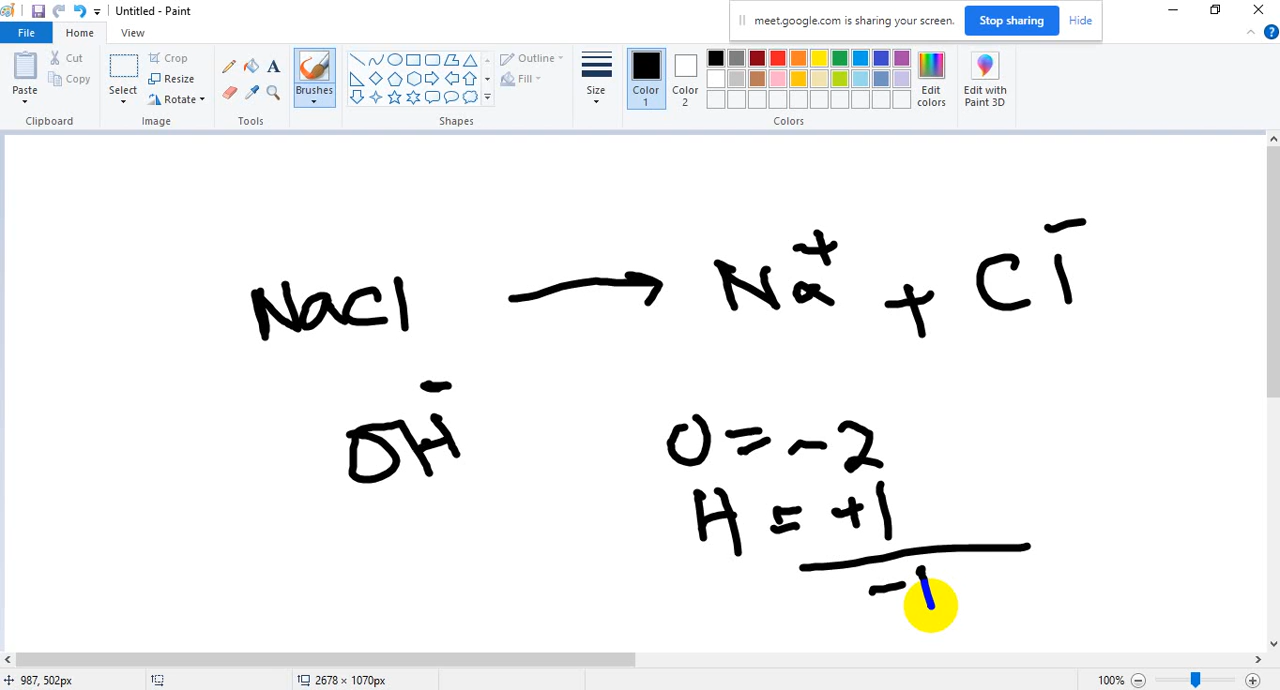 Untitled - Paint
meet.google.com is sharing your screen. Stop sharing Hide
File Home View
Paste Cut Copy
Clipboard
Select Crop Resize Rotate
Image
Tools
Brushes
Shapes Outline Fill
Size
Color 1 Color 2
Edit colors
Colors
Edit with Paint 3D
NaCl → Na⁺ + Cl⁻
OH⁻
O = -2
H = +1
-1
987, 502px 2678 × 1070px 100%